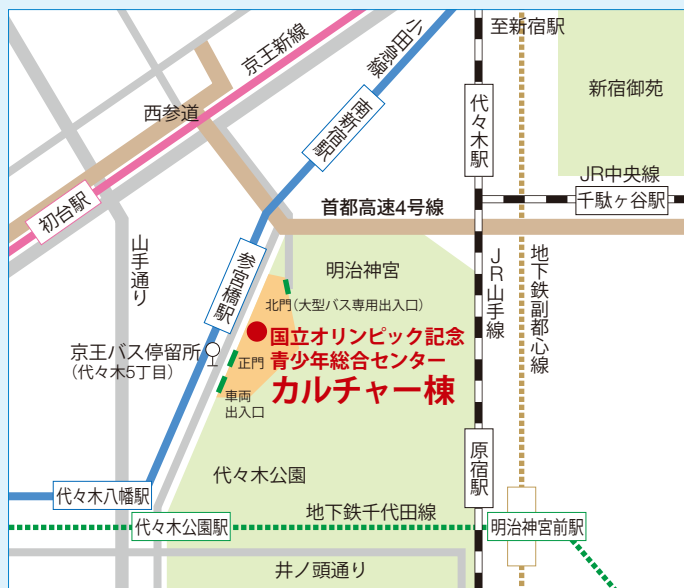 至新宿駅
新宿御苑
小田急線
京王新線
西参道
南新宿駅
代々木駅
JR中央線
千駄ヶ谷駅
初台駅
首都高速4号線
山手通り
参宮橋駅
明治神宮
JR山手線
地下鉄副都心線
北門(大型バス専用出入口)
国立オリンピック記念
青少年総合センター
カルチャー棟
京王バス停留所
(代々木5丁目)
正門
車両
出入口
原宿駅
代々木公園
代々木八幡駅
地下鉄千代田線
代々木公園駅
明治神宮前駅
井ノ頭通り